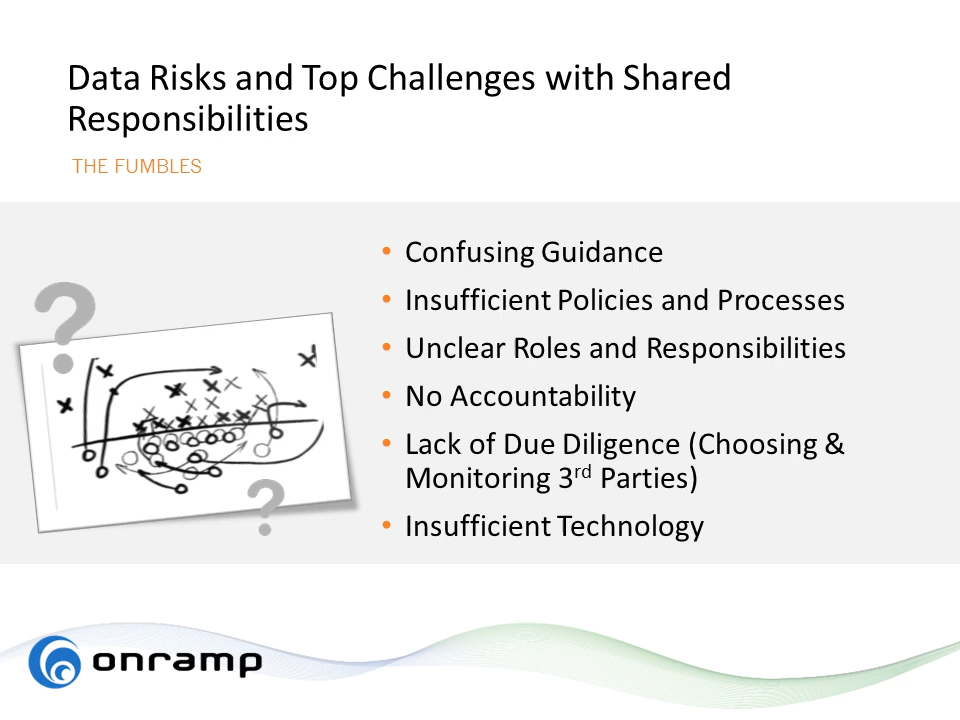 Data Risks and Top Challenges with Shared
Responsibilities
THE FUMBLES
• Confusing Guidance
• Insufficient Policies and Processes
• Unclear Roles and Responsibilities
• No Accountability
• Lack of Due Diligence (Choosing &
Monitoring 3rd Parties)
• Insufficient Technology
?
?
onramp